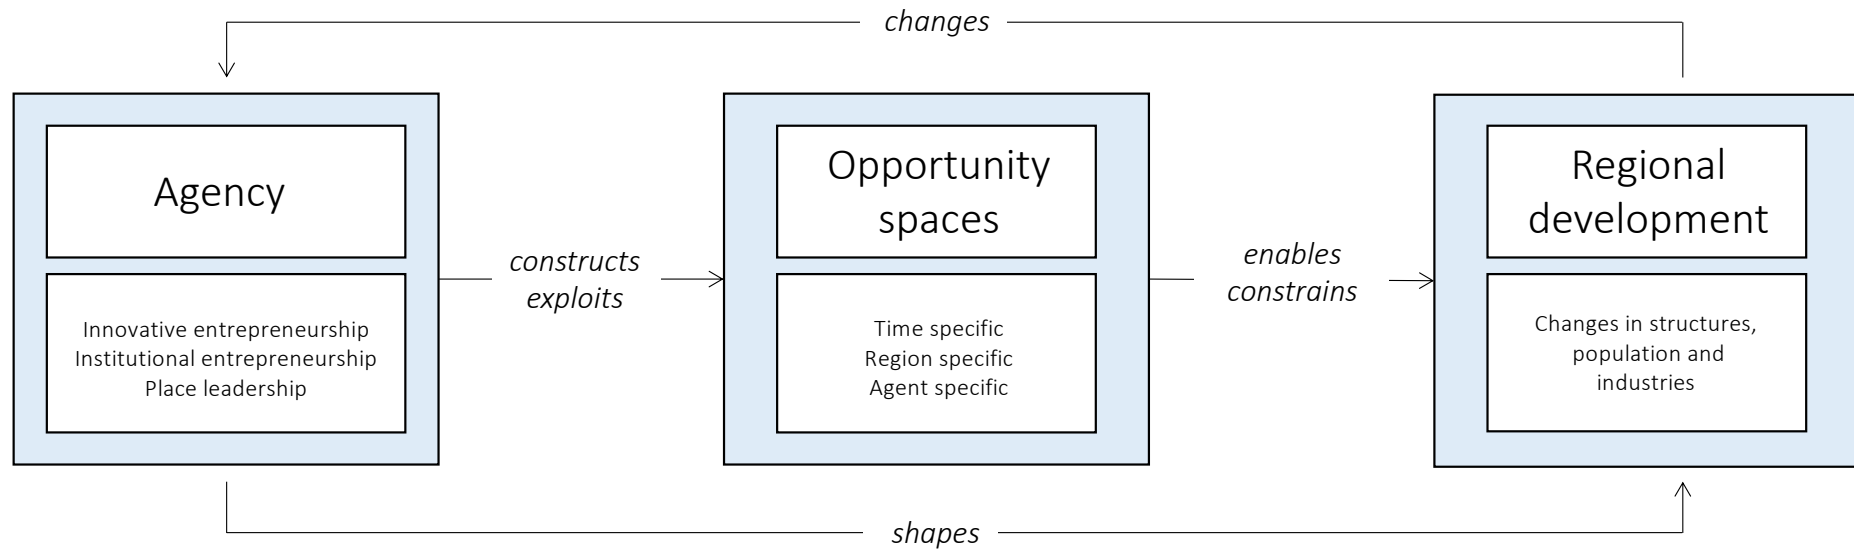 changes
Agency
Innovative entrepreneurship
Institutional entrepreneurship
Place leadership
constructs
exploits
Opportunity
spaces
Time specific
Region specific
Agent specific
enables
constrains
Regional
development
Changes in structures,
population and
industries
shapes